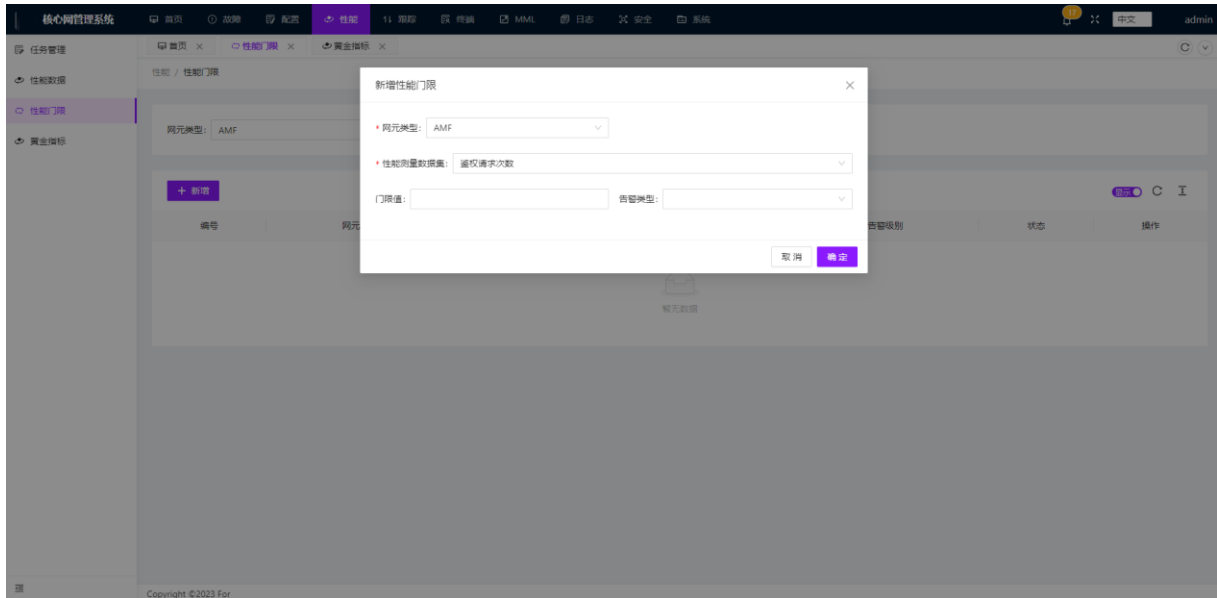 核心网管理系统 首页 故障 配置 性能 跟踪 终端 MML 日志 安全 系统 17 中文 admin
任务管理 首页 性能门限 黄金指标
性能数据 性能 / 性能门限
性能门限
黄金指标
新增性能门限
网元类型: AMF
* 网元类型: AMF
* 性能测量数据集: 鉴权请求次数
门限值: 告警类型:
取消 确定
+ 新增 显示
编号 网元 告警级别 状态 操作
暂无数据
Copyright ©2023 For